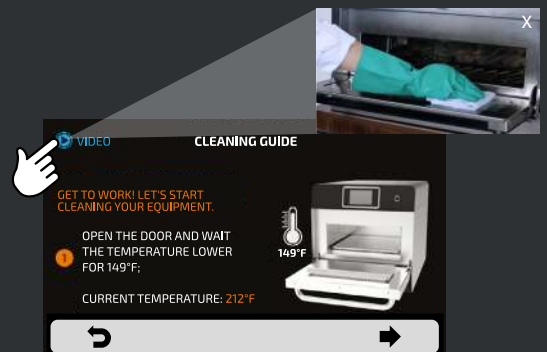 X
VIDEO
CLEANING GUIDE
GET TO WORK! LET'S START
CLEANING YOUR EQUIPMENT.
1
OPEN THE DOOR AND WAIT
THE TEMPERATURE LOWER
FOR 149°F;
149°F
CURRENT TEMPERATURE: 212°F